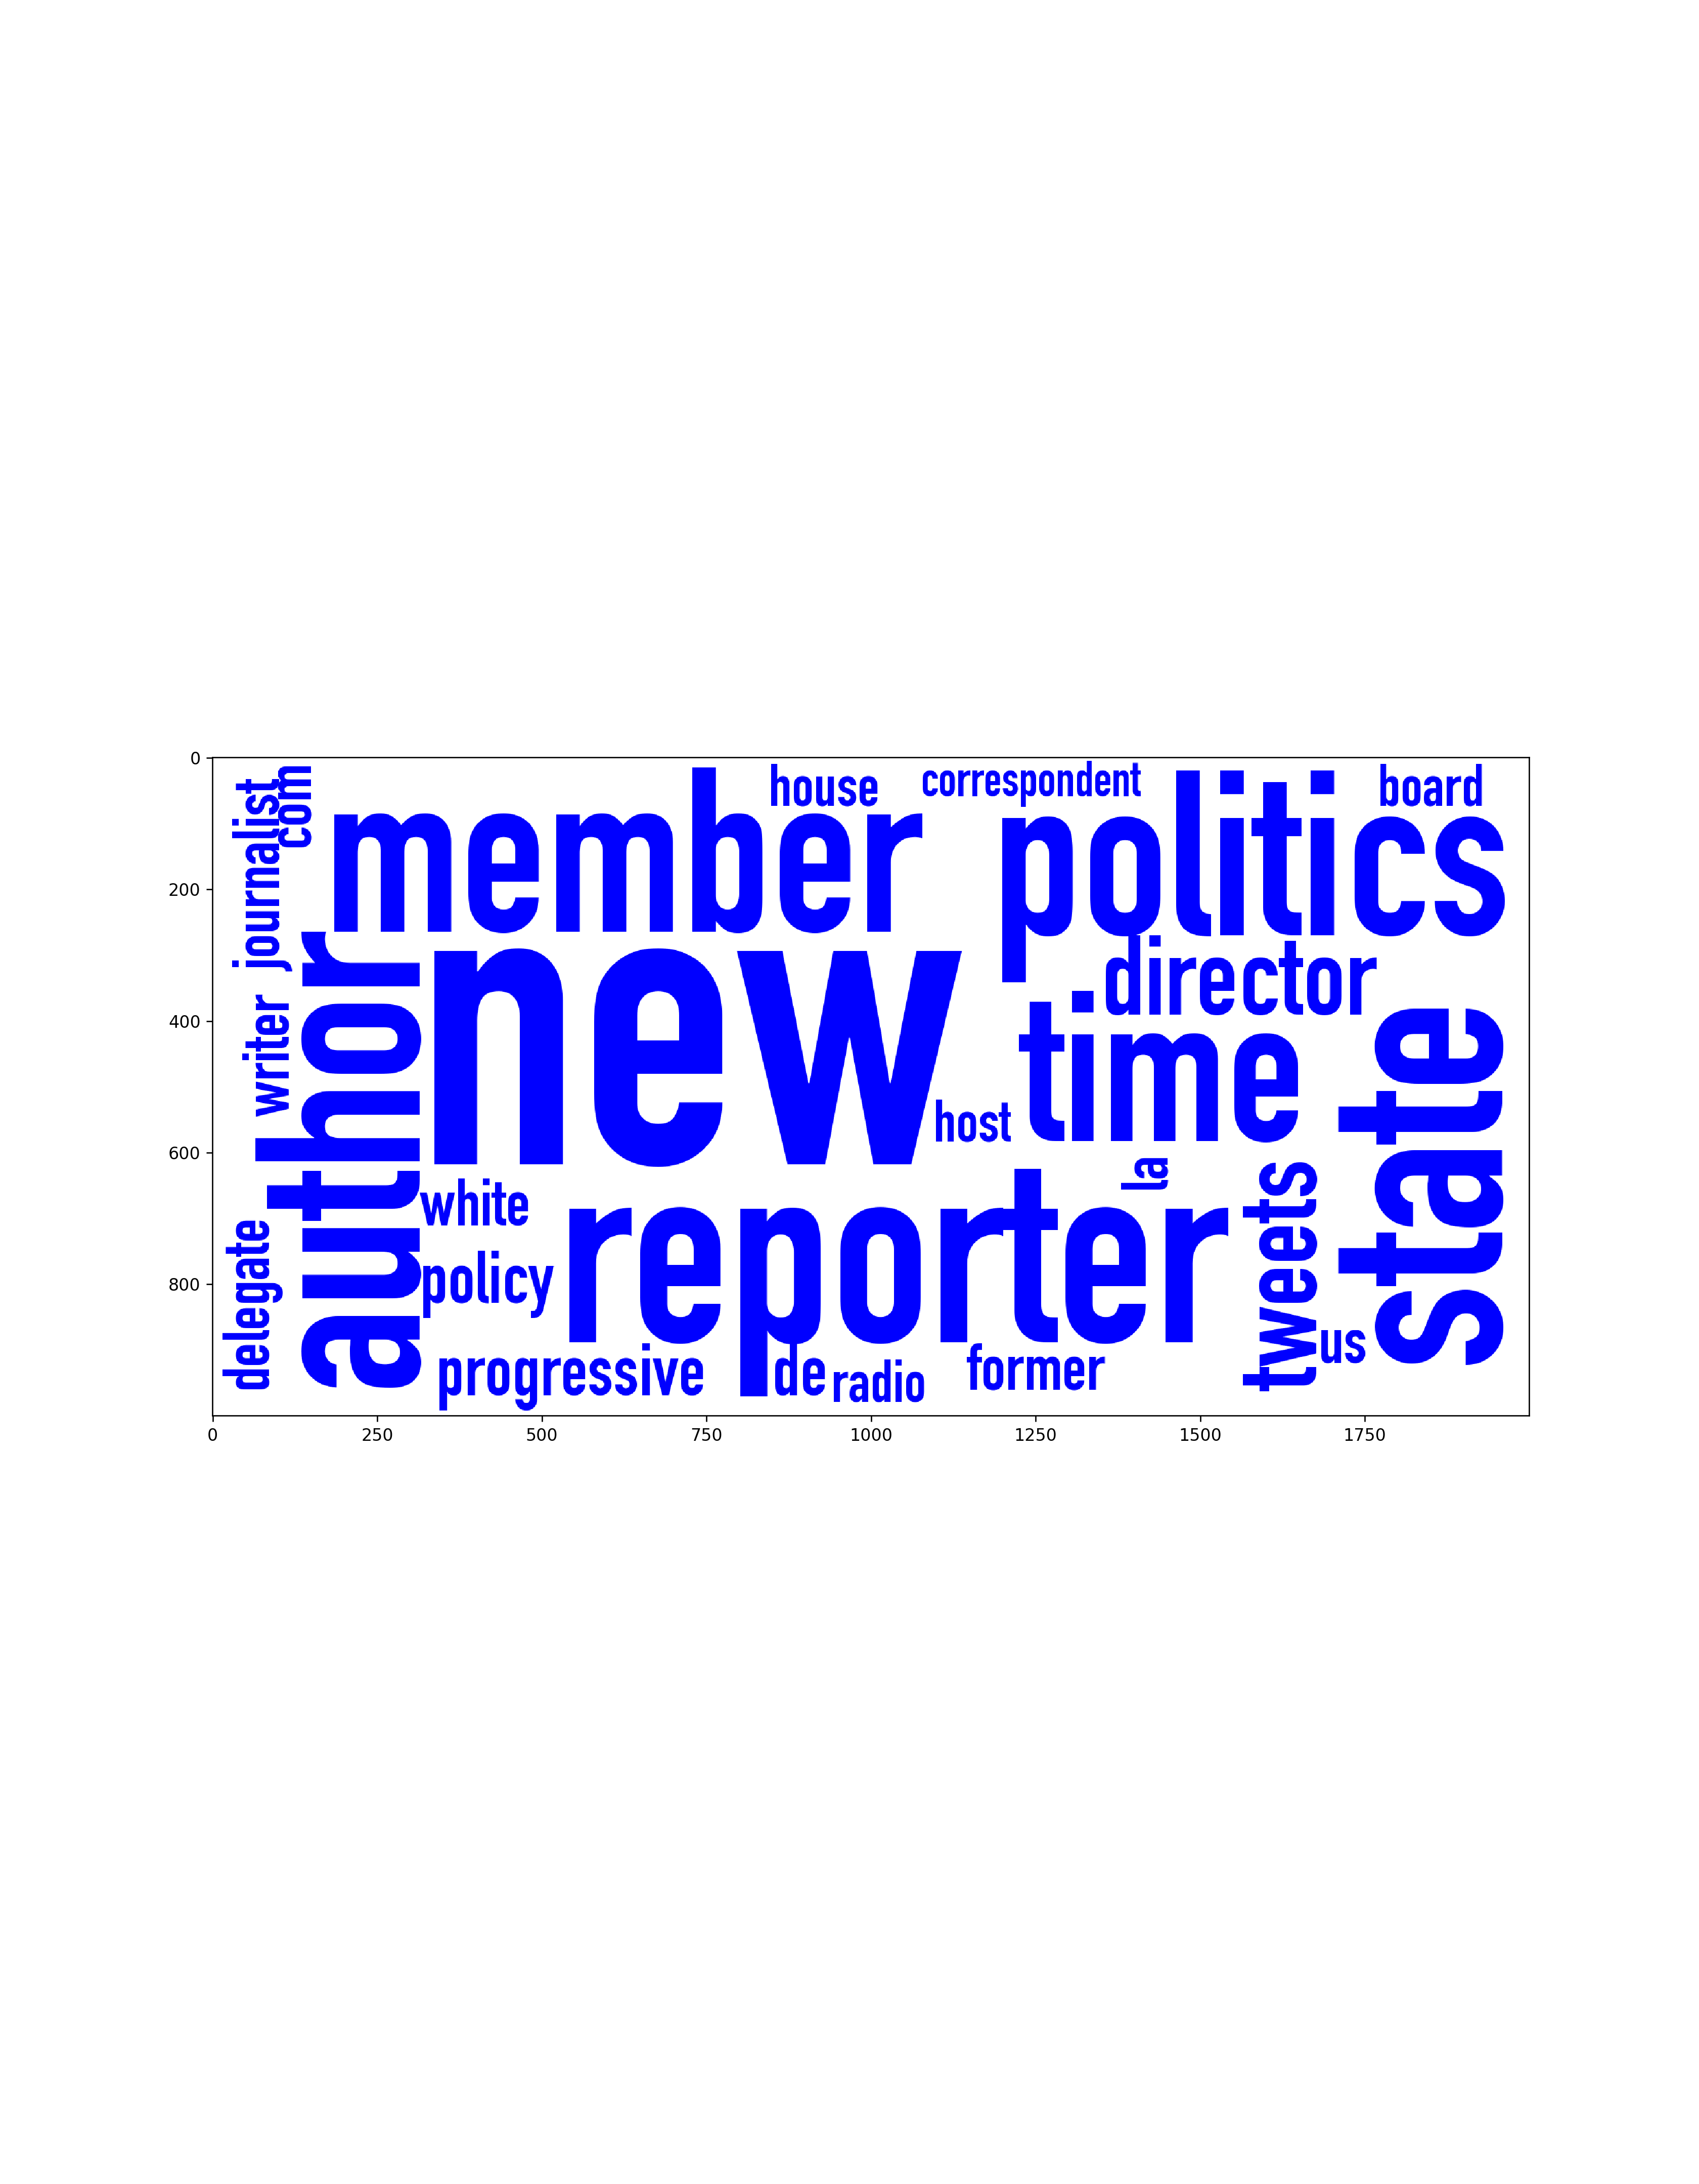 0
house correspondent board
com
journalist
member politics
200
director
writer
new
400
time
author
state
host
600
la
white
reporter
tweets
delegate
policy
800
us
progressive de radio former
0 250 500 750 1000 1250 1500 1750